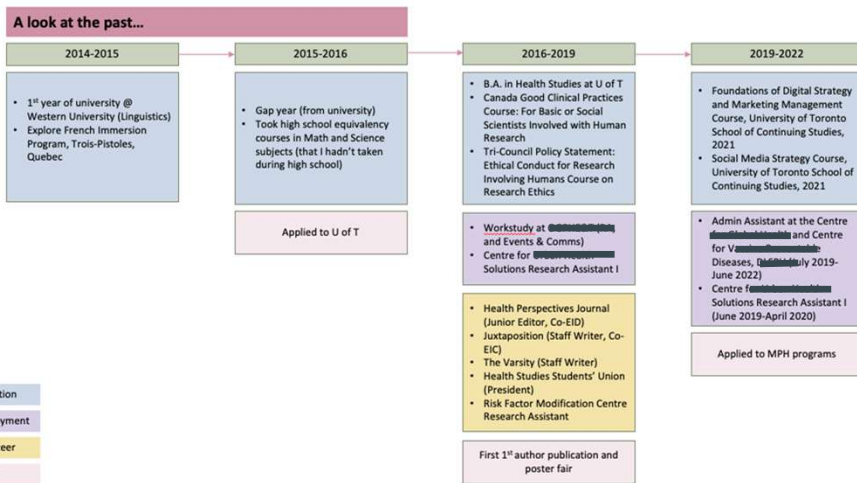 A look at the past...
2014-2015
2015-2016
2016-2019
2019-2022
• 1st year of university @
Western University (Linguistics)
• Explore French Immersion
Program, Trois-Pistoles,
Quebec
• Gap year (from university)
• Took high school equivalency
courses in Math and Science
subjects (that I hadn't taken
during high school)
Applied to U of T
• B.A. in Health Studies at U of T
• Canada Good Clinical Practices
Course: For Basic or Social
Scientists Involved with Human
Research
• Tri-Council Policy Statement:
Ethical Conduct for Research
Involving Humans Course on
Research Ethics
• Workstudy at
and Events & Comms)
• Centre for
Solutions Research Assistant I
• Health Perspectives Journal
(Junior Editor, Co-EID)
• Juxtaposition (Staff Writer, Co-
EIC)
• The Varsity (Staff Writer)
• Health Studies Students' Union
(President)
• Risk Factor Modification Centre
Research Assistant
First 1st author publication and
poster fair
• Foundations of Digital Strategy
and Marketing Management
Course, University of Toronto
School of Continuing Studies,
2021
• Social Media Strategy Course,
University of Toronto School of
Continuing Studies, 2021
• Admin Assistant at the Centre
and Centre
for
Diseases, uly 2019-
June 2022)
• Centre
Solutions Research Assistant I
(June 2019-April 2020)
Applied to MPH programs
tion
yment
eer